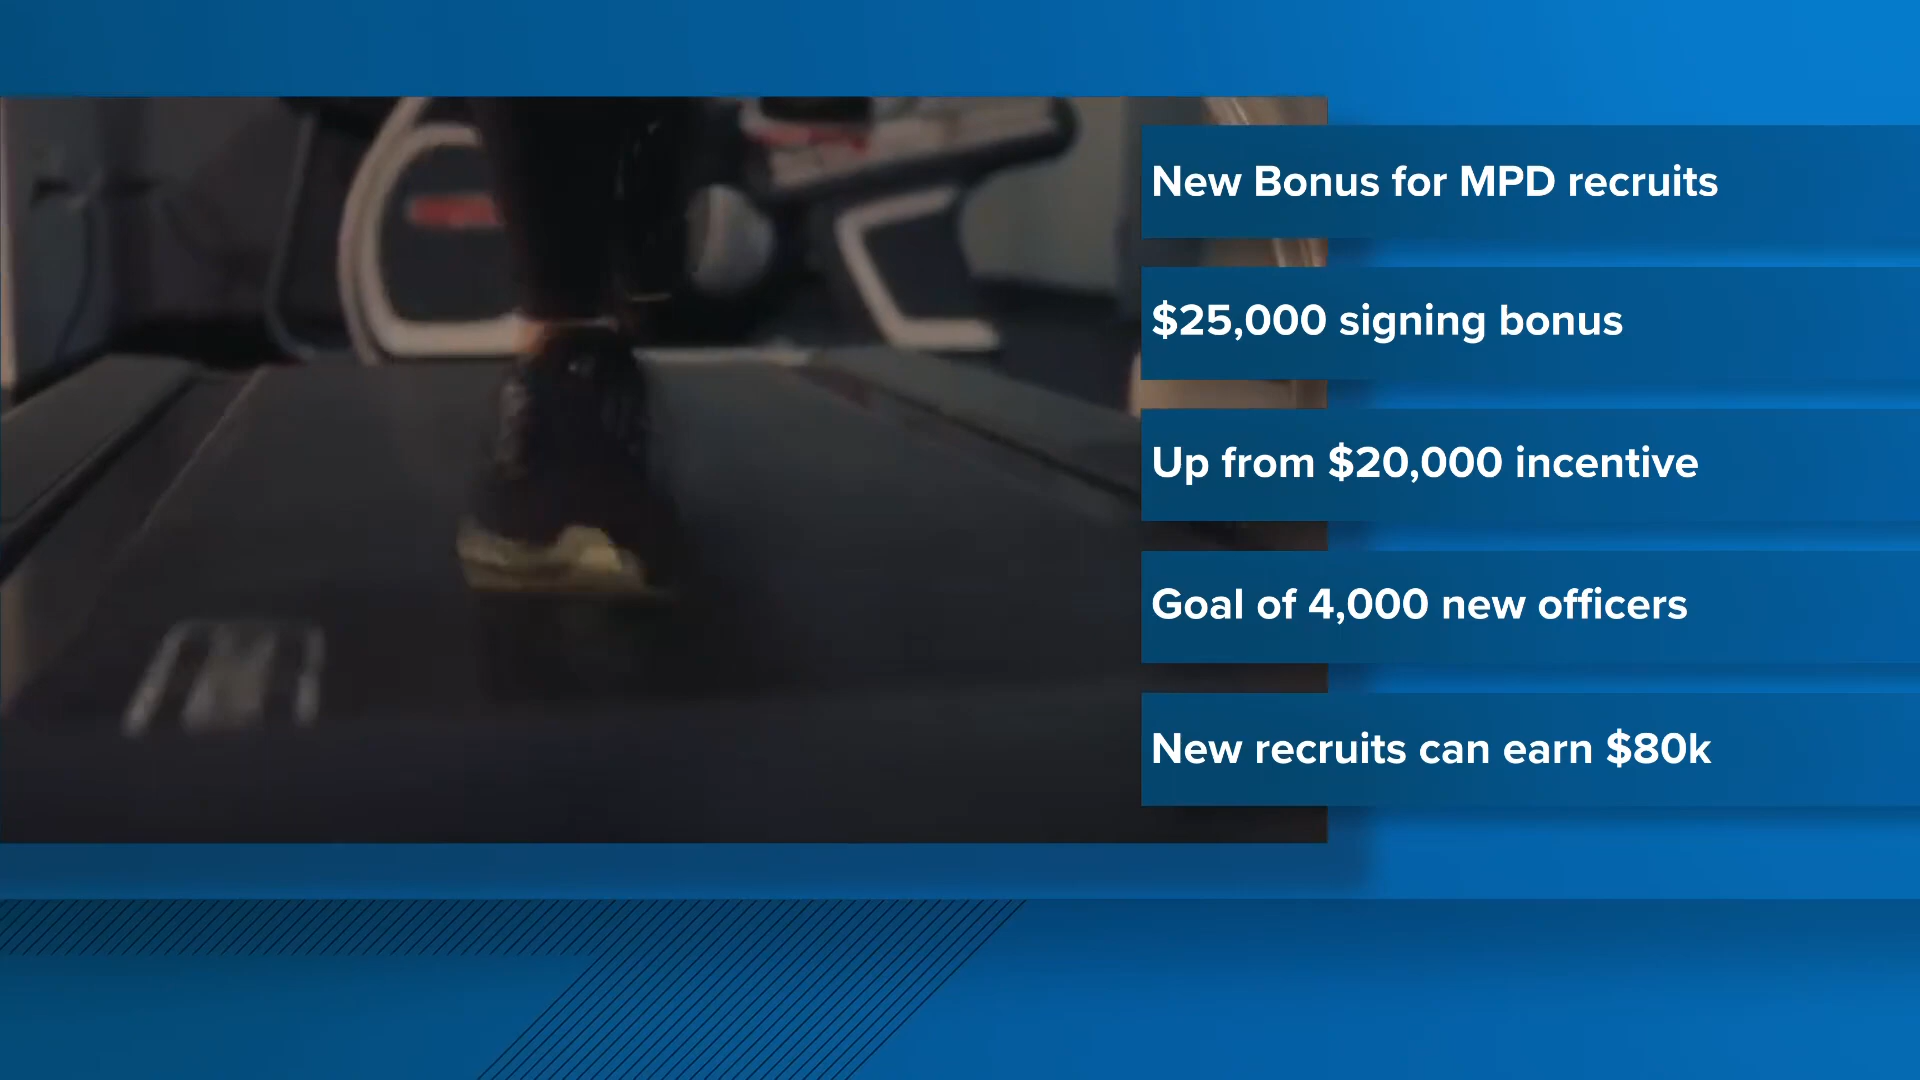 New Bonus for MPD recruits
$25,000 signing bonus
Up from $20,000 incentive
Goal of 4,000 new officers
New recruits can earn $80k